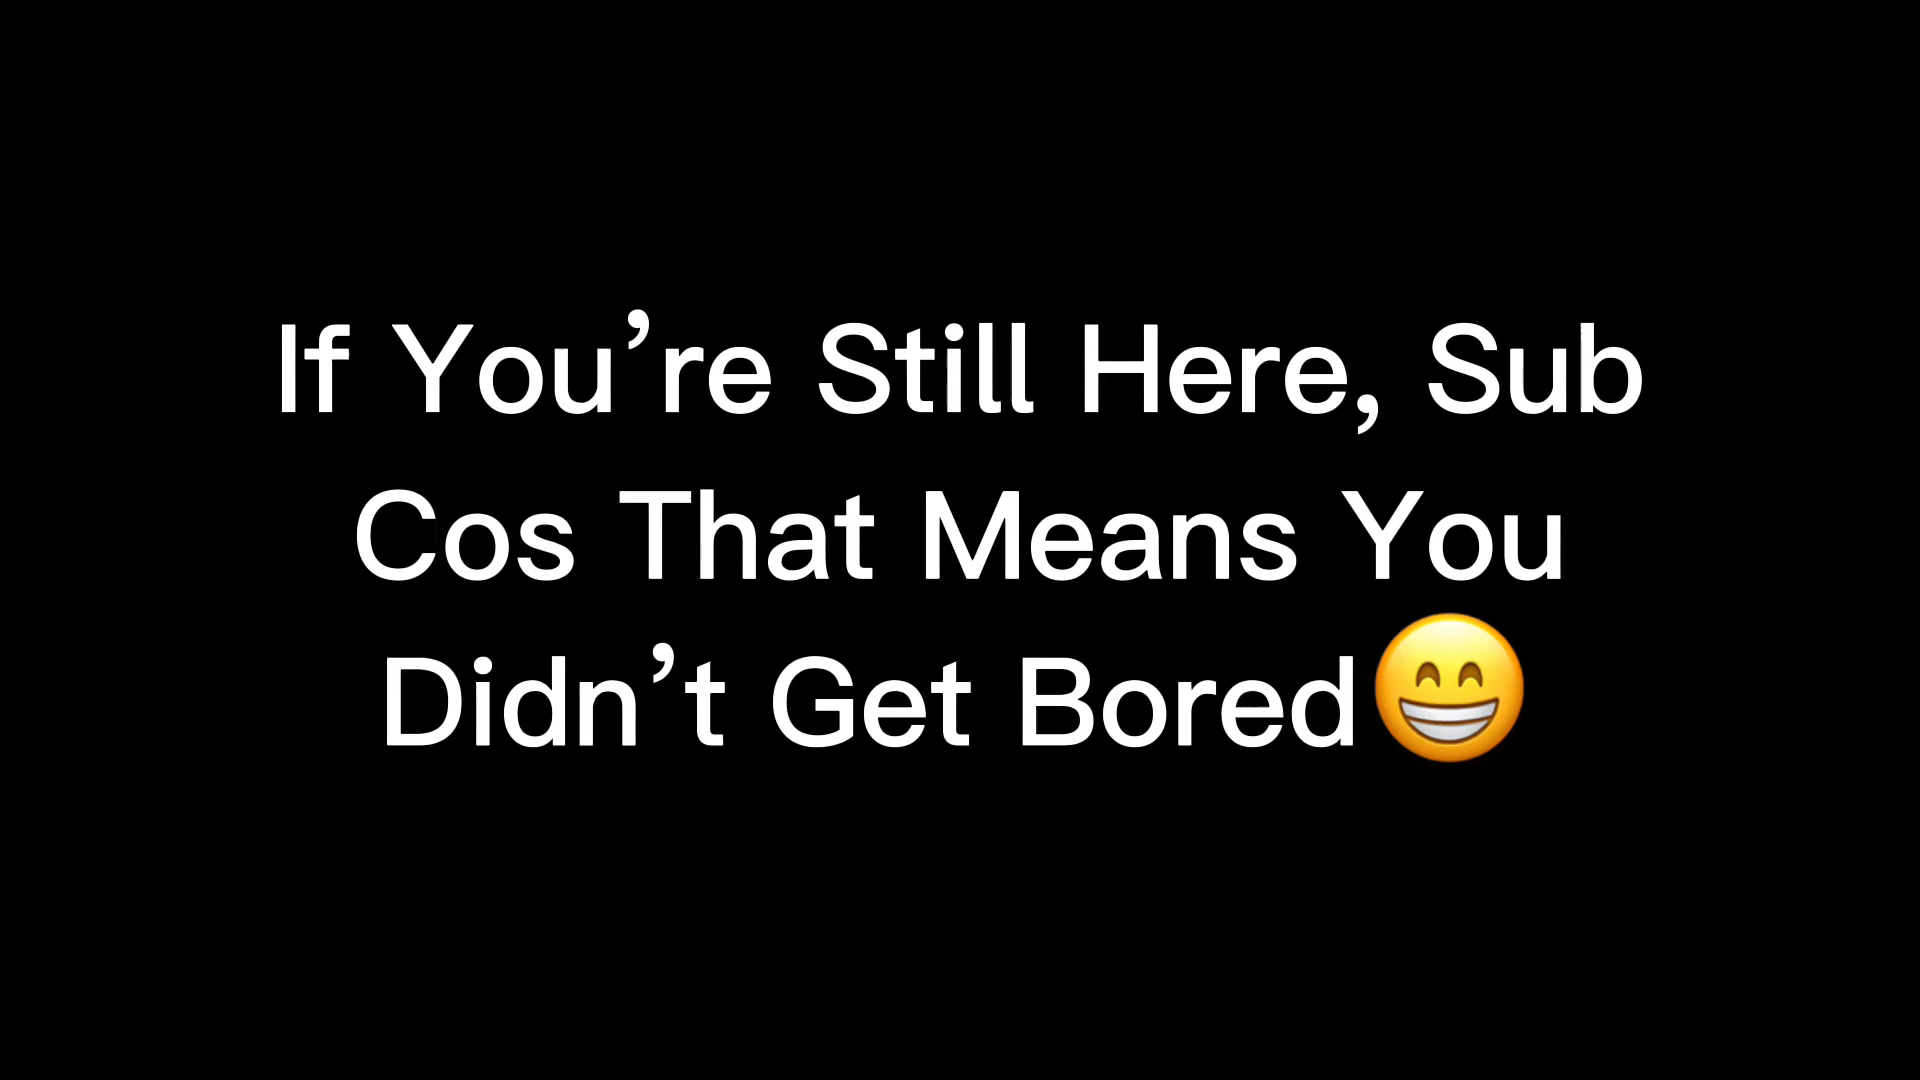 If You’re Still Here, Sub
Cos That Means You
Didn’t Get Bored😁